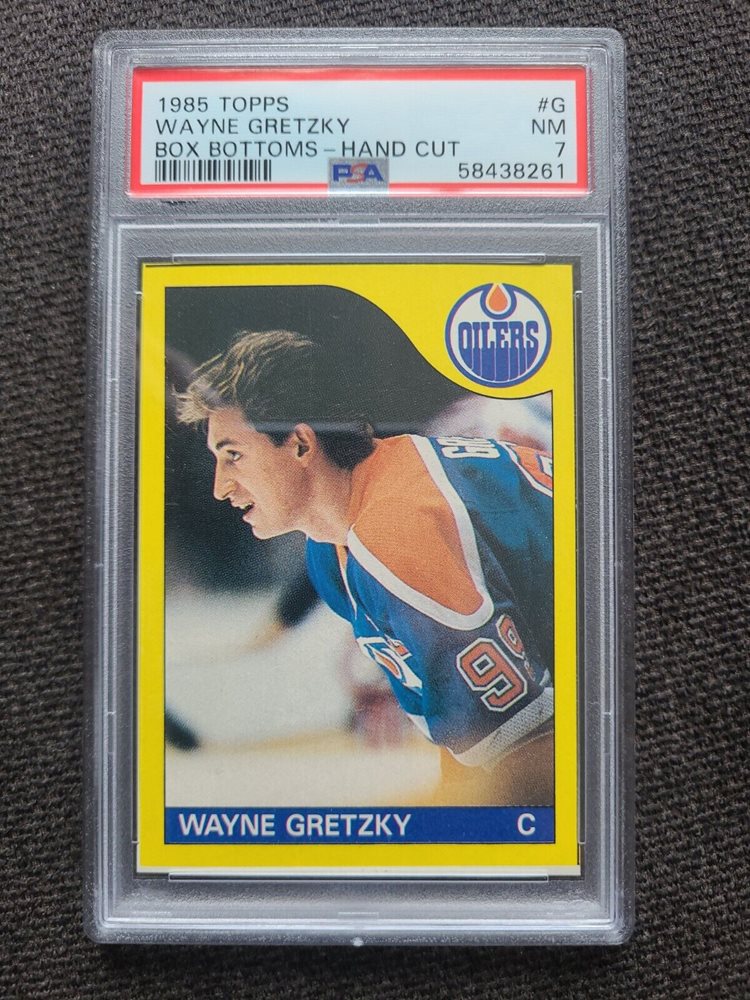 1985 TOPPS #G
WAYNE GRETZKY NM
BOX BOTTOMS - HAND CUT 7
PSA 58438261
OILERS
99
WAYNE GRETZKY C